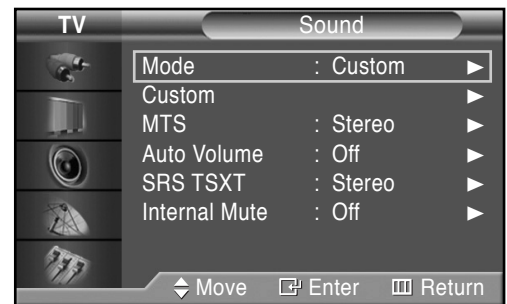 TV Sound
Mode : Custom
Custom
MTS : Stereo
Auto Volume : Off
SRS TSXT : Stereo
Internal Mute : Off
Move Enter Return